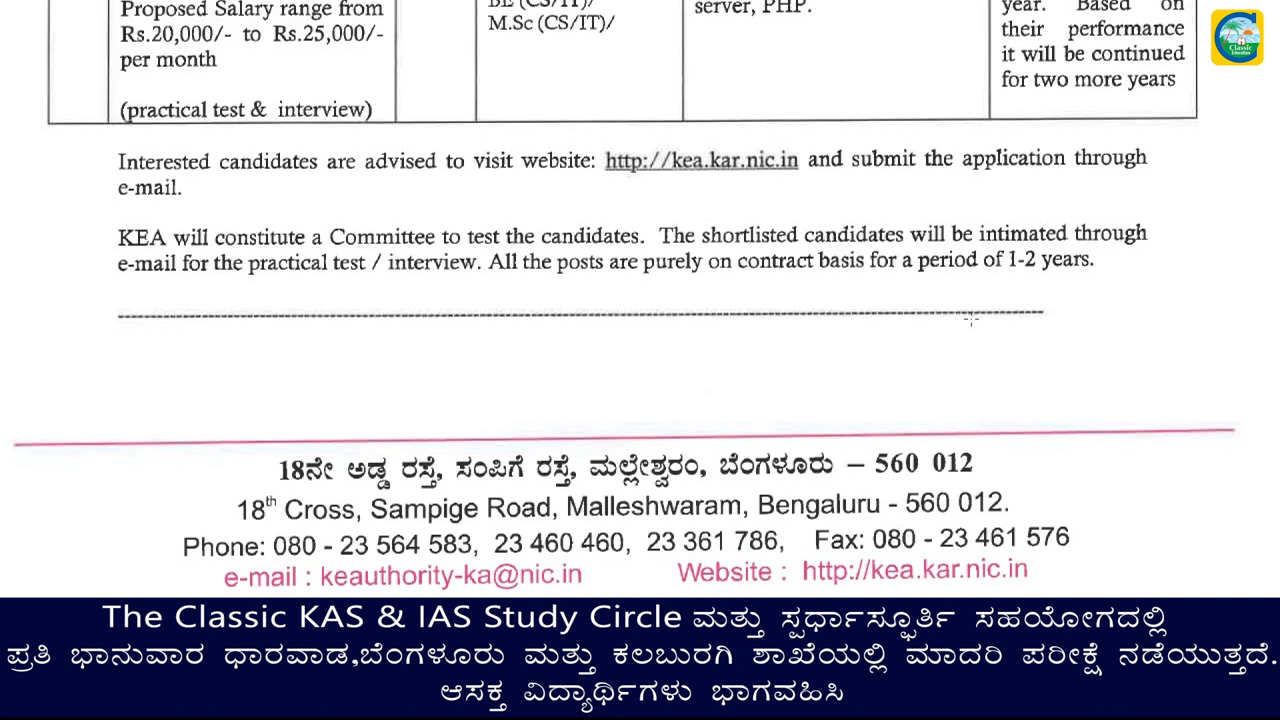 Proposed Salary range from
Rs.20,000/- to Rs.25,000/-
per month
(practical test & interview)
BE (CS/IT)/
M.Sc (CS/IT)/
server, PHP.
year. Based on
their performance
it will be continued
for two more years
Classic
Education
Interested candidates are advised to visit website: http://kea.kar.nic.in and submit the application through
e-mail.
KEA will constitute a Committee to test the candidates. The shortlisted candidates will be intimated through
e-mail for the practical test / interview. All the posts are purely on contract basis for a period of 1-2 years.
18ನೇ ಅಡ್ಡ ರಸ್ತೆ, ಸಂಪಿಗೆ ರಸ್ತೆ, ಮಲ್ಲೇಶ್ವರಂ, ಬೆಂಗಳೂರು – 560 012
18th Cross, Sampige Road, Malleshwaram, Bengaluru - 560 012.
Phone: 080 - 23 564 583, 23 460 460, 23 361 786, Fax: 080 - 23 461 576
e-mail : keauthority-ka@nic.in Website : http://kea.kar.nic.in
The Classic KAS & IAS Study Circle ಮತ್ತು ಸ್ಪರ್ಧಾಸ್ಫೂರ್ತಿ ಸಹಯೋಗದಲ್ಲಿ
ಪ್ರತಿ ಭಾನುವಾರ ಧಾರವಾಡ,ಬೆಂಗಳೂರು ಮತ್ತು ಕಲಬುರಗಿ ಶಾಖೆಯಲ್ಲಿ ಮಾದರಿ ಪರೀಕ್ಷೆ ನಡೆಯುತ್ತದೆ.
ಆಸಕ್ತ ವಿದ್ಯಾರ್ಥಿಗಳು ಭಾಗವಹಿಸಿ